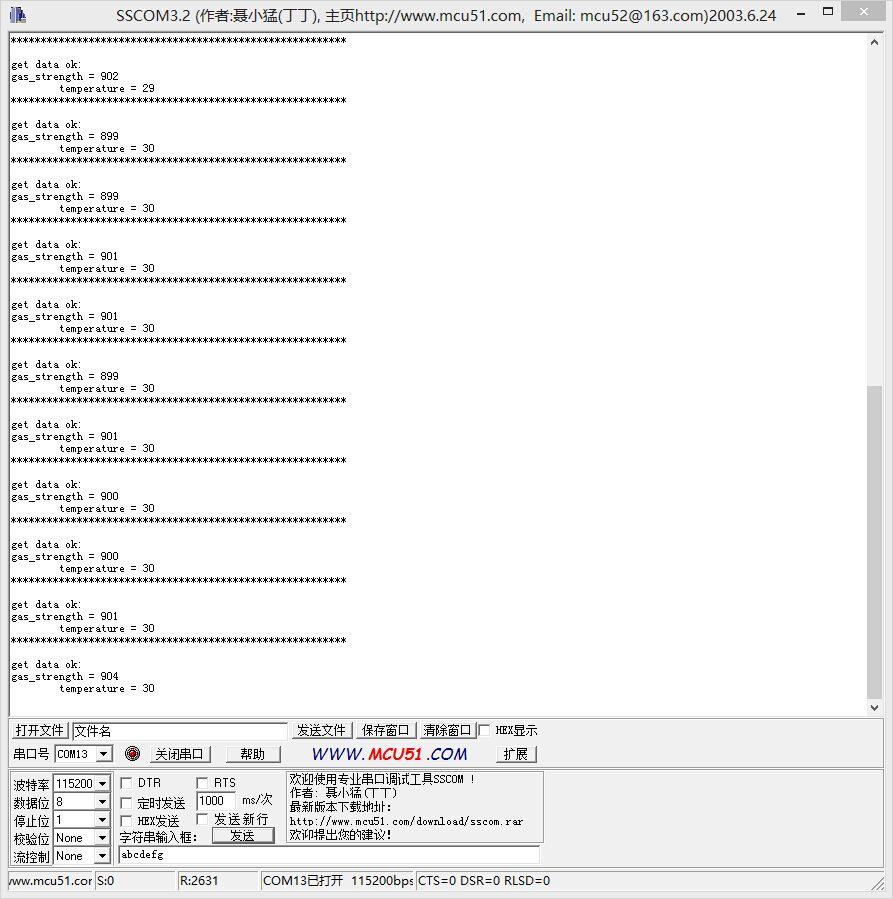 SSCOM3.2 (作者:聂小猛(丁丁), 主页http://www.mcu51.com,  Email: mcu52@163.com)2003.6.24
********************************************************
get data ok:
gas_strength = 902
temperature = 29
********************************************************
get data ok:
gas_strength = 899
temperature = 30
********************************************************
get data ok:
gas_strength = 899
temperature = 30
********************************************************
get data ok:
gas_strength = 901
temperature = 30
********************************************************
get data ok:
gas_strength = 901
temperature = 30
********************************************************
get data ok:
gas_strength = 899
temperature = 30
********************************************************
get data ok:
gas_strength = 901
temperature = 30
********************************************************
get data ok:
gas_strength = 900
temperature = 30
********************************************************
get data ok:
gas_strength = 900
temperature = 30
********************************************************
get data ok:
gas_strength = 901
temperature = 30
********************************************************
get data ok:
gas_strength = 904
temperature = 30
打开文件 文件名 发送文件 保存窗口 清除窗口 HEX显示
串口号 COM13 关闭串口 帮助 WWW.MCU51.COM 扩展
波特率 115200 DTR RTS
数据位 8 定时发送 1000 ms/次
停止位 1 HEX发送 发送新行
校验位 None 字符串输入框: 发送
流控制 None abcdefg
欢迎使用专业串口调试工具SSCOM !
作者: 聂小猛(丁丁)
最新版本下载地址:
http://www.mcu51.com/download/sscom.rar
欢迎提出您的建议!
www.mcu51.cor S:0 R:2631 COM13已打开  115200bps CTS=0 DSR=0 RLSD=0